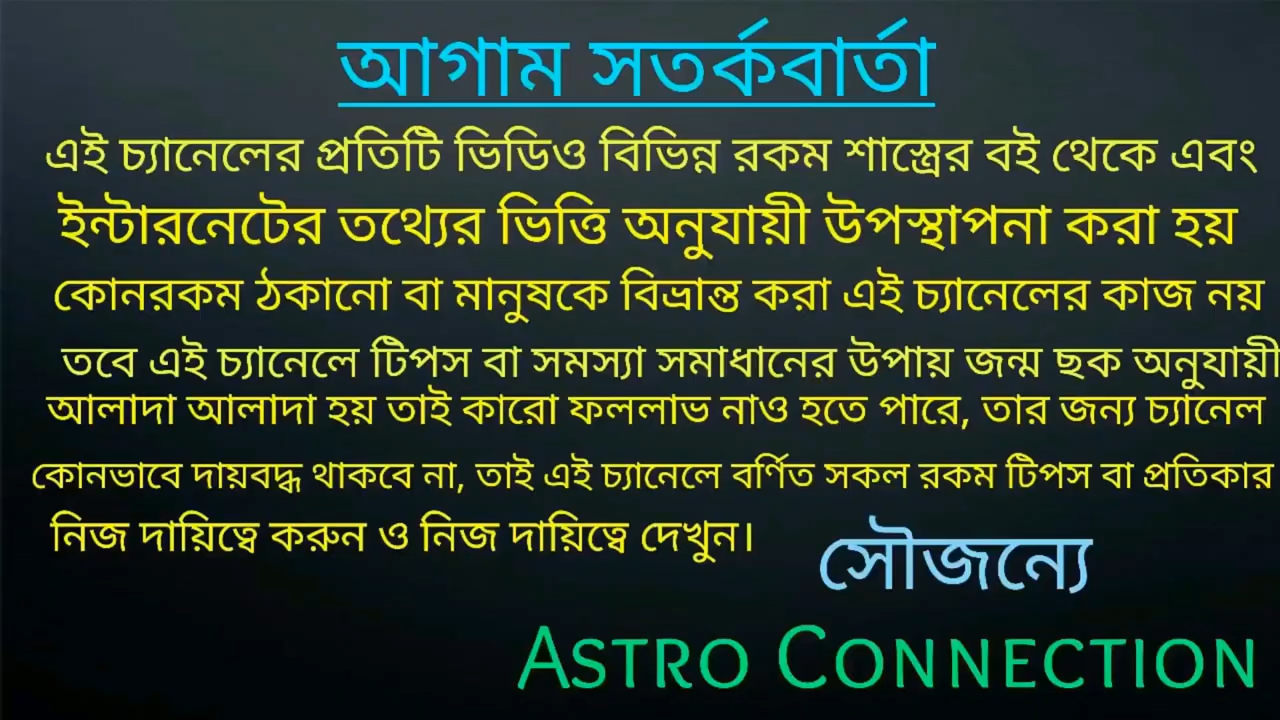 আগাম সতর্কবার্তা
এই চ্যানেলের প্রতিটি ভিডিও বিভিন্ন রকম শাস্ত্রের বই থেকে এবং
ইন্টারনেটের তথ্যের ভিত্তি অনুযায়ী উপস্থাপনা করা হয়
কোনরকম ঠকানো বা মানুষকে বিভ্রান্ত করা এই চ্যানেলের কাজ নয়
তবে এই চ্যানেলে টিপস বা সমস্যা সমাধানের উপায় জন্ম ছক অনুযায়ী
আলাদা আলাদা হয় তাই কারো ফললাভ নাও হতে পারে, তার জন্য চ্যানেল
কোনভাবে দায়বদ্ধ থাকবে না, তাই এই চ্যানেলে বর্ণিত সকল রকম টিপস বা প্রতিকার
নিজ দায়িত্বে করুন ও নিজ দায়িত্বে দেখুন।
সৌজন্যে
ASTRO CONNECTION